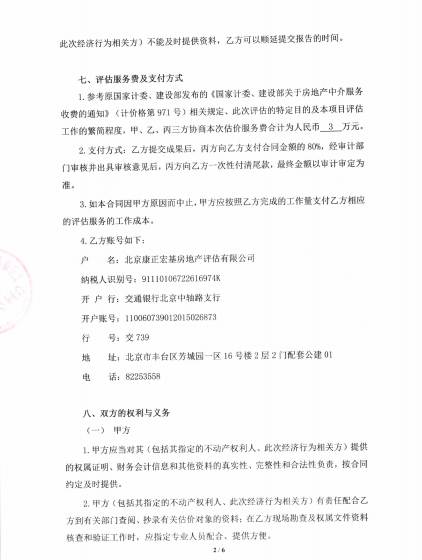 此次经济行为相关方）不能及时提供资料，乙方可以顺延提交报告的时间。
七、评估服务费及支付方式
1.参考原国家计委、建设部发布的《国家计委、建设部关于房地产中介服务
收费的通知》（计价格第971号）相关规定、此次评估的特定目的及本项目评估
工作的繁简程度，甲、乙、丙三方协商本次估价服务费合计为人民币 3 万元。
2.支付方式：乙方提交成果后，丙方向乙方支付合同金额的80%，经审计部
门审核并出具审核意见后，丙方向乙方一次性付清尾款，最终金额以审计审定为
准。
3.如本合同因甲方原因而中止，甲方应按照乙方完成的工作量支付乙方相应
的评估服务的工作成本。
4.乙方账号如下：
户 名：北京康正宏基房地产评估有限公司
纳税人识别号：91110106722616974K
开 户 行：交通银行北京中轴路支行
开户账号：110060739012015026873
行 号：交739
地 址：北京市丰台区芳城园一区16号楼2层2门配套公建01
电 话：82253558
八、双方的权利与义务
（一） 甲方
1.甲方应当对其（包括其指定的不动产权利人、此次经济行为相关方）提供
的权属证明、财务会计信息和其他资料的真实性、完整性和合法性负责，按合同
约定及时提供。
2.甲方（包括其指定的不动产权利人、此次经济行为相关方）有责任配合乙
方到有关部门查阅、抄录有关估价对象的资料；在乙方现场勘查及权属文件资料
核查和验证工作时，应指定专业人员配合、提供方便。
2 / 6